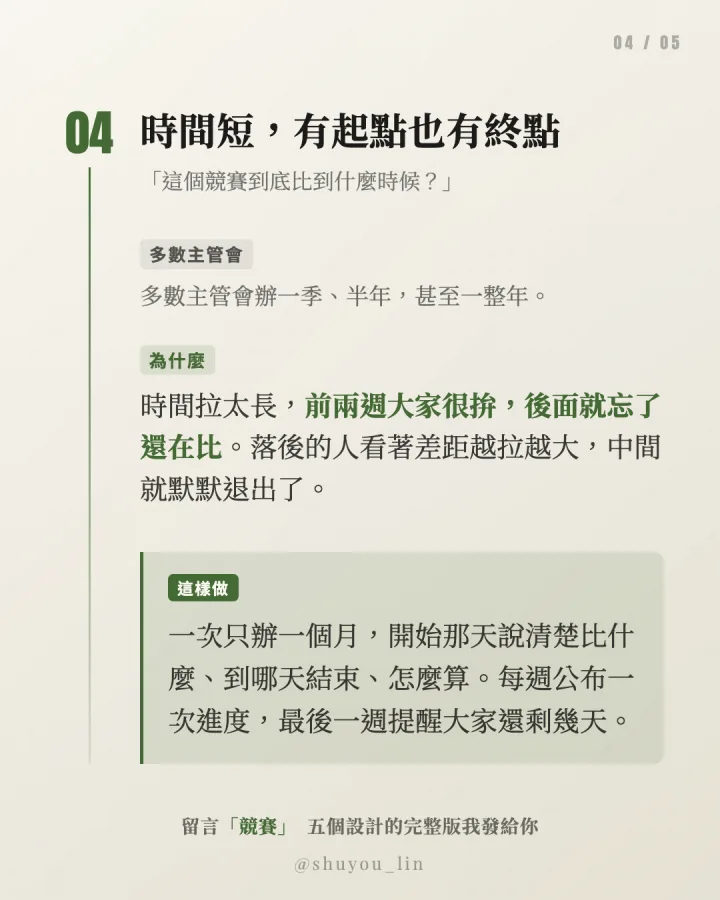 04 / 05
04 時間短，有起點也有終點
「這個競賽到底比到什麼時候？」
多數主管會
多數主管會辦一季、半年，甚至一整年。
為什麼
時間拉太長，前兩週大家很拚，後面就忘了
還在比。落後的人看著差距越拉越大，中間
就默默退出了。
這樣做
一次只辦一個月，開始那天說清楚比什
麼、到哪天結束、怎麼算。每週公布一
次進度，最後一週提醒大家還剩幾天。
留言「競賽」 五個設計的完整版我發給你
@shuyou_lin